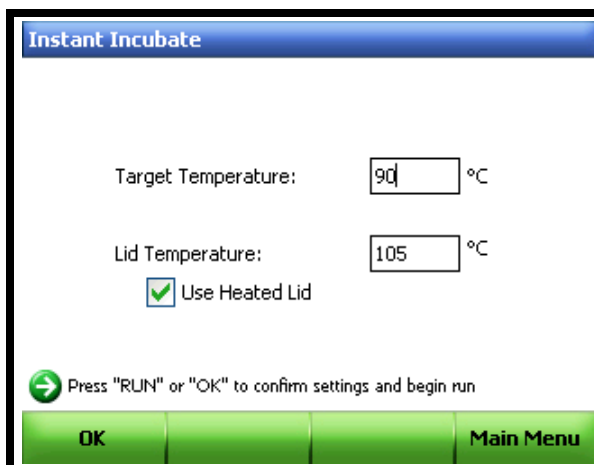 Instant Incubate
Target Temperature: 90 °C
Lid Temperature: 105 °C
Use Heated Lid
Press "RUN" or "OK" to confirm settings and begin run
OK Main Menu